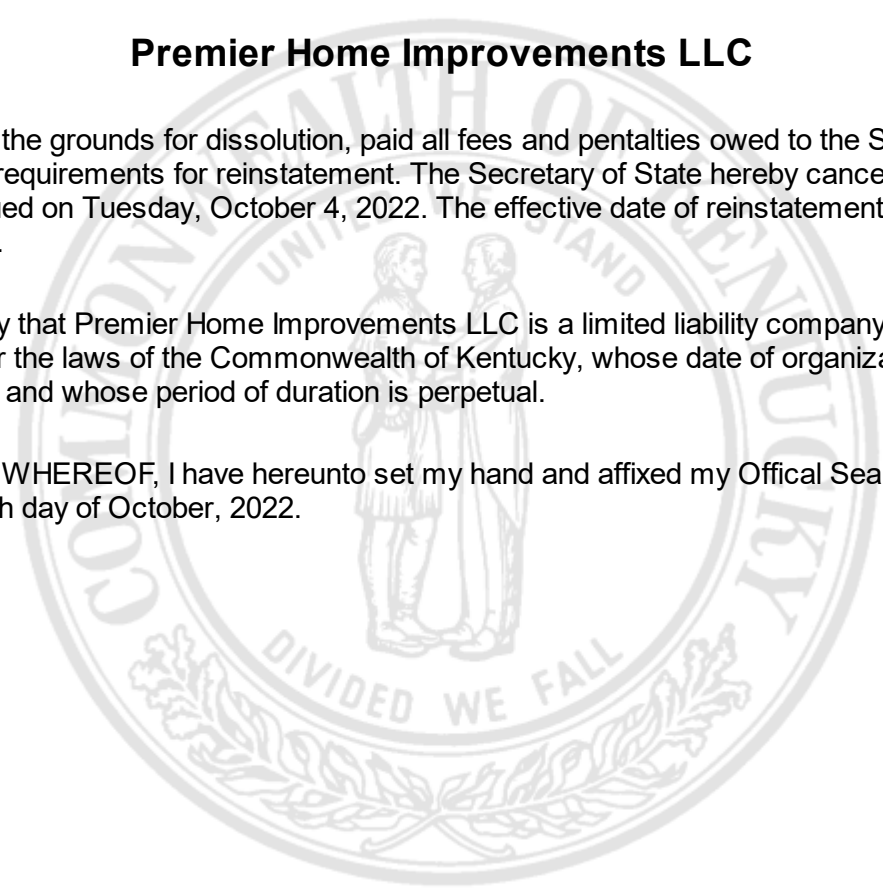 Premier Home Improvements LLC
the grounds for dissolution, paid all fees and pentalties owed to the S
requirements for reinstatement. The Secretary of State hereby cance
ued on Tuesday, October 4, 2022. The effective date of reinstatement
.
y that Premier Home Improvements LLC is a limited liability company
r the laws of the Commonwealth of Kentucky, whose date of organiza
and whose period of duration is perpetual.
WHEREOF, I have hereunto set my hand and affixed my Offical Sea
h day of October, 2022.
COMMONWEALTH OF KENTUCKY
UNITED WE STAND
DIVIDED WE FALL